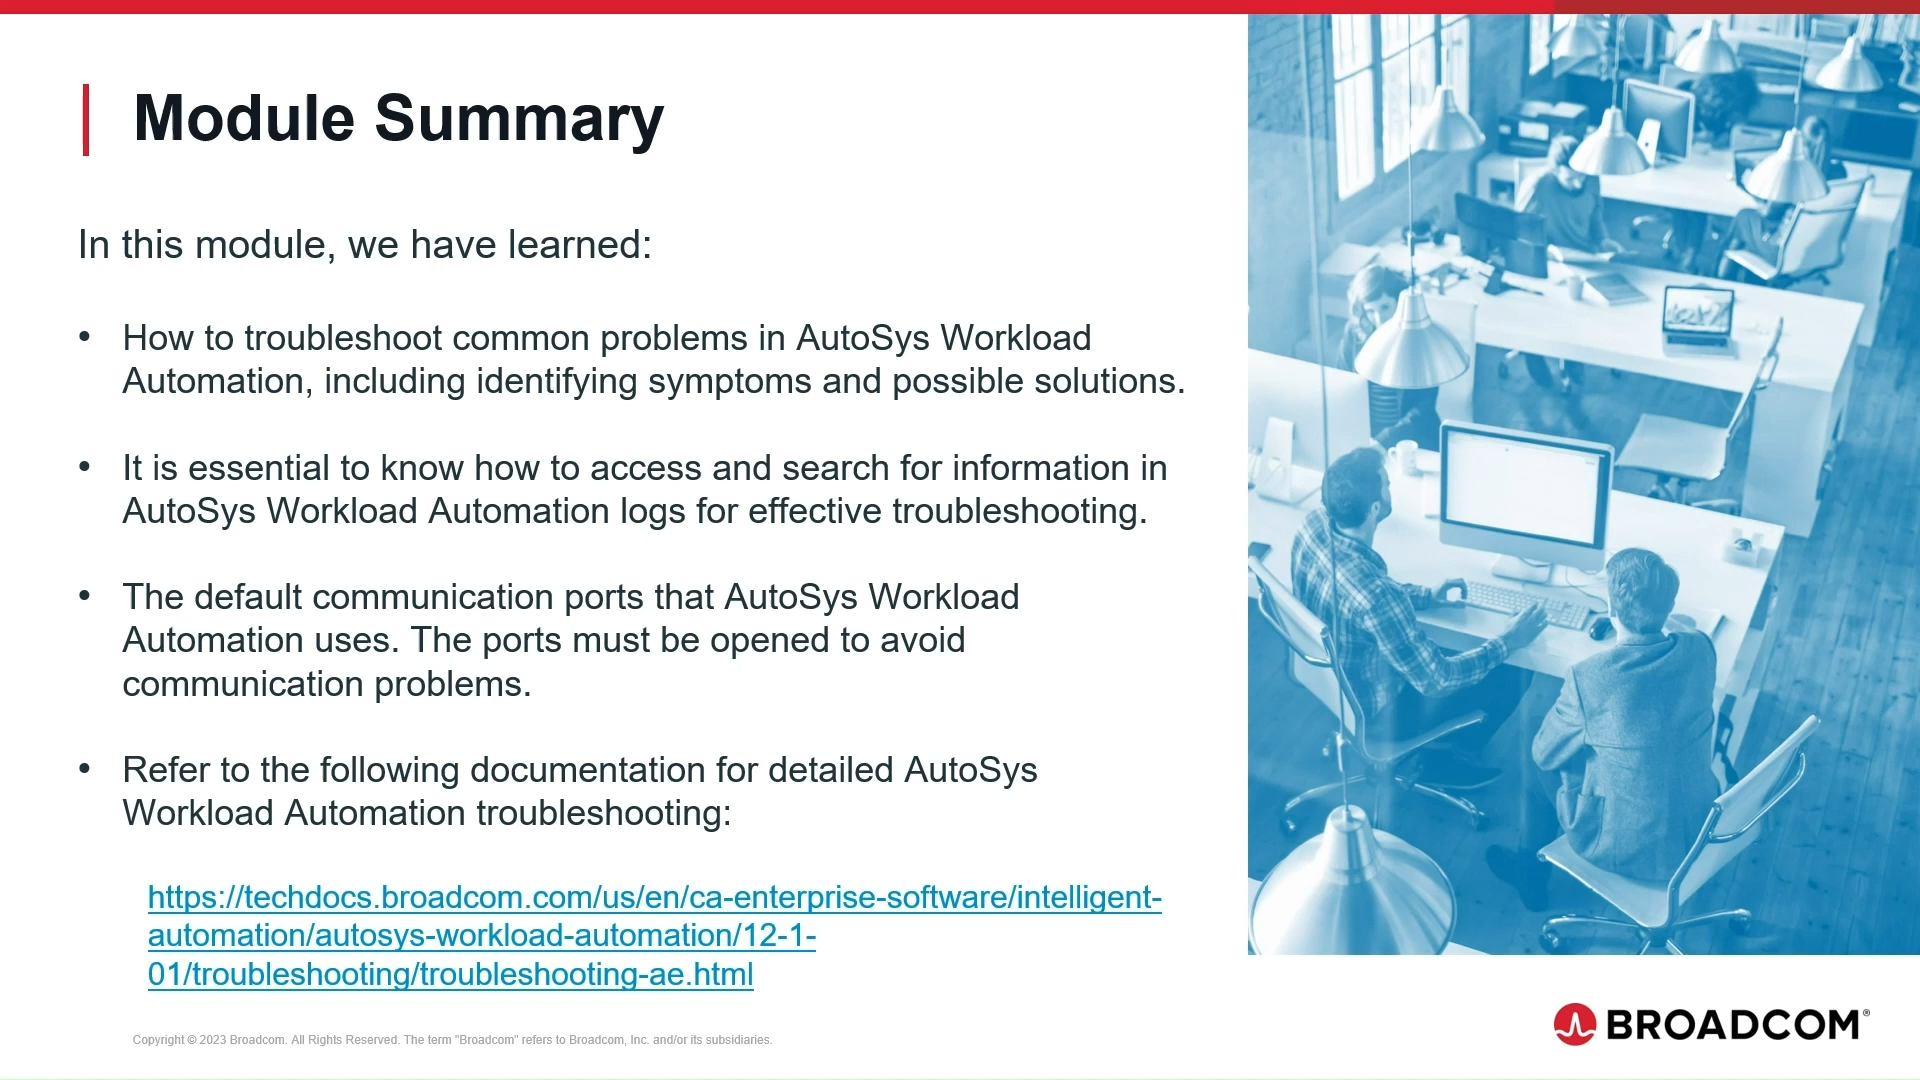 Module Summary
In this module, we have learned:
• How to troubleshoot common problems in AutoSys Workload
Automation, including identifying symptoms and possible solutions.
• It is essential to know how to access and search for information in
AutoSys Workload Automation logs for effective troubleshooting.
• The default communication ports that AutoSys Workload
Automation uses. The ports must be opened to avoid
communication problems.
• Refer to the following documentation for detailed AutoSys
Workload Automation troubleshooting:
https://techdocs.broadcom.com/us/en/ca-enterprise-software/intelligent-
automation/autosys-workload-automation/12-1-
01/troubleshooting/troubleshooting-ae.html
Copyright © 2023 Broadcom. All Rights Reserved. The term "Broadcom" refers to Broadcom, Inc. and/or its subsidiaries.
BROADCOM®